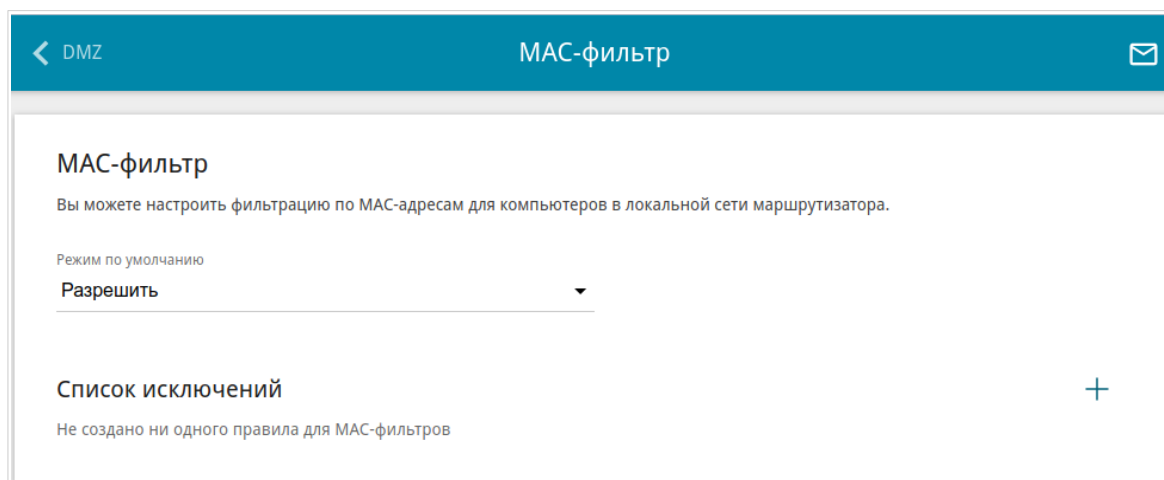 DMZ
MAC-фильтр
MAC-фильтр
Вы можете настроить фильтрацию по MAC-адресам для компьютеров в локальной сети маршрутизатора.
Режим по умолчанию
Разрешить
Список исключений
Не создано ни одного правила для MAC-фильтров